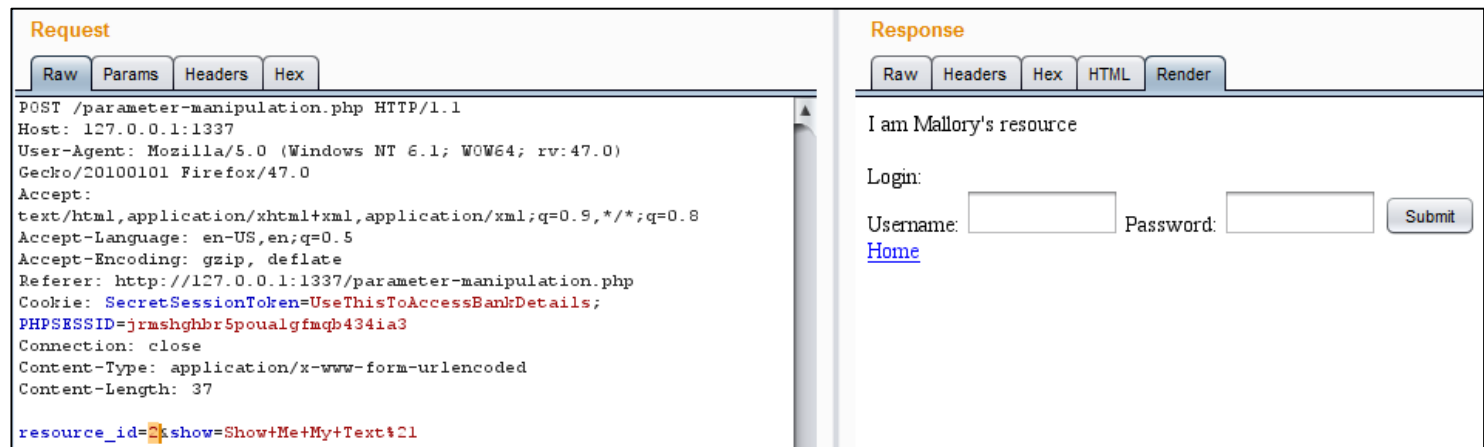 Request
Raw Params Headers Hex
POST /parameter-manipulation.php HTTP/1.1
Host: 127.0.0.1:1337
User-Agent: Mozilla/5.0 (Windows NT 6.1; WOW64; rv:47.0)
Gecko/20100101 Firefox/47.0
Accept:
text/html,application/xhtml+xml,application/xml;q=0.9,*/*;q=0.8
Accept-Language: en-US,en;q=0.5
Accept-Encoding: gzip, deflate
Referer: http://127.0.0.1:1337/parameter-manipulation.php
Cookie: SecretSessionToken=UseThisToAccessBankDetails;
PHPSESSID=jrmshghbr5poualgfmqb434ia3
Connection: close
Content-Type: application/x-www-form-urlencoded
Content-Length: 37
resource_id=2&show=Show+Me+My+Text%21
Response
Raw Headers Hex HTML Render
I am Mallory's resource
Login:
Username: Password: Submit
Home